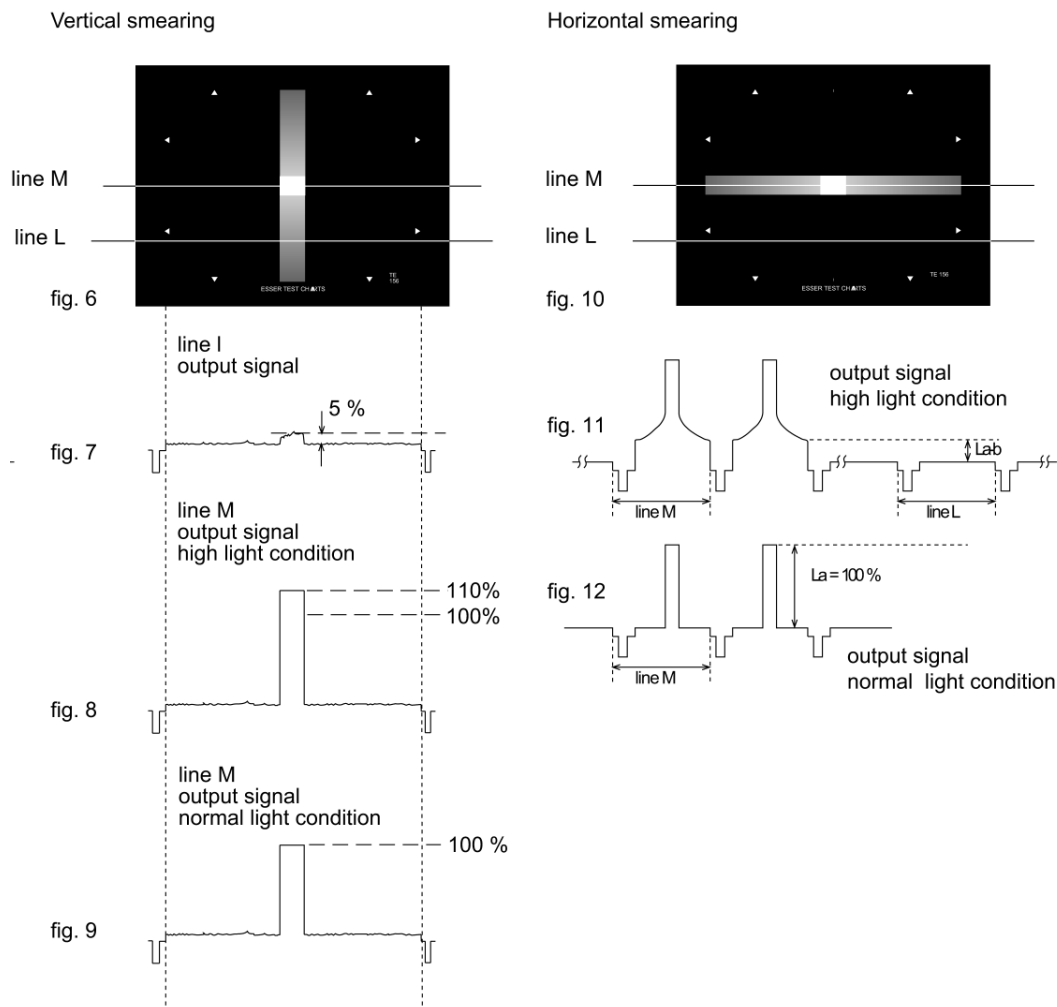 Vertical smearing
line M
line L
TE
156
ESSER TEST CHARTS
fig. 6
line l
output signal
5 %
fig. 7
line M
output signal
high light condition
110%
100%
fig. 8
line M
output signal
normal light condition
100 %
fig. 9
Horizontal smearing
line M
line L
TE 156
ESSER TEST CHARTS
fig. 10
output signal
high light condition
fig. 11
La-b
line M
line L
fig. 12
La = 100 %
line M
output signal
normal light condition